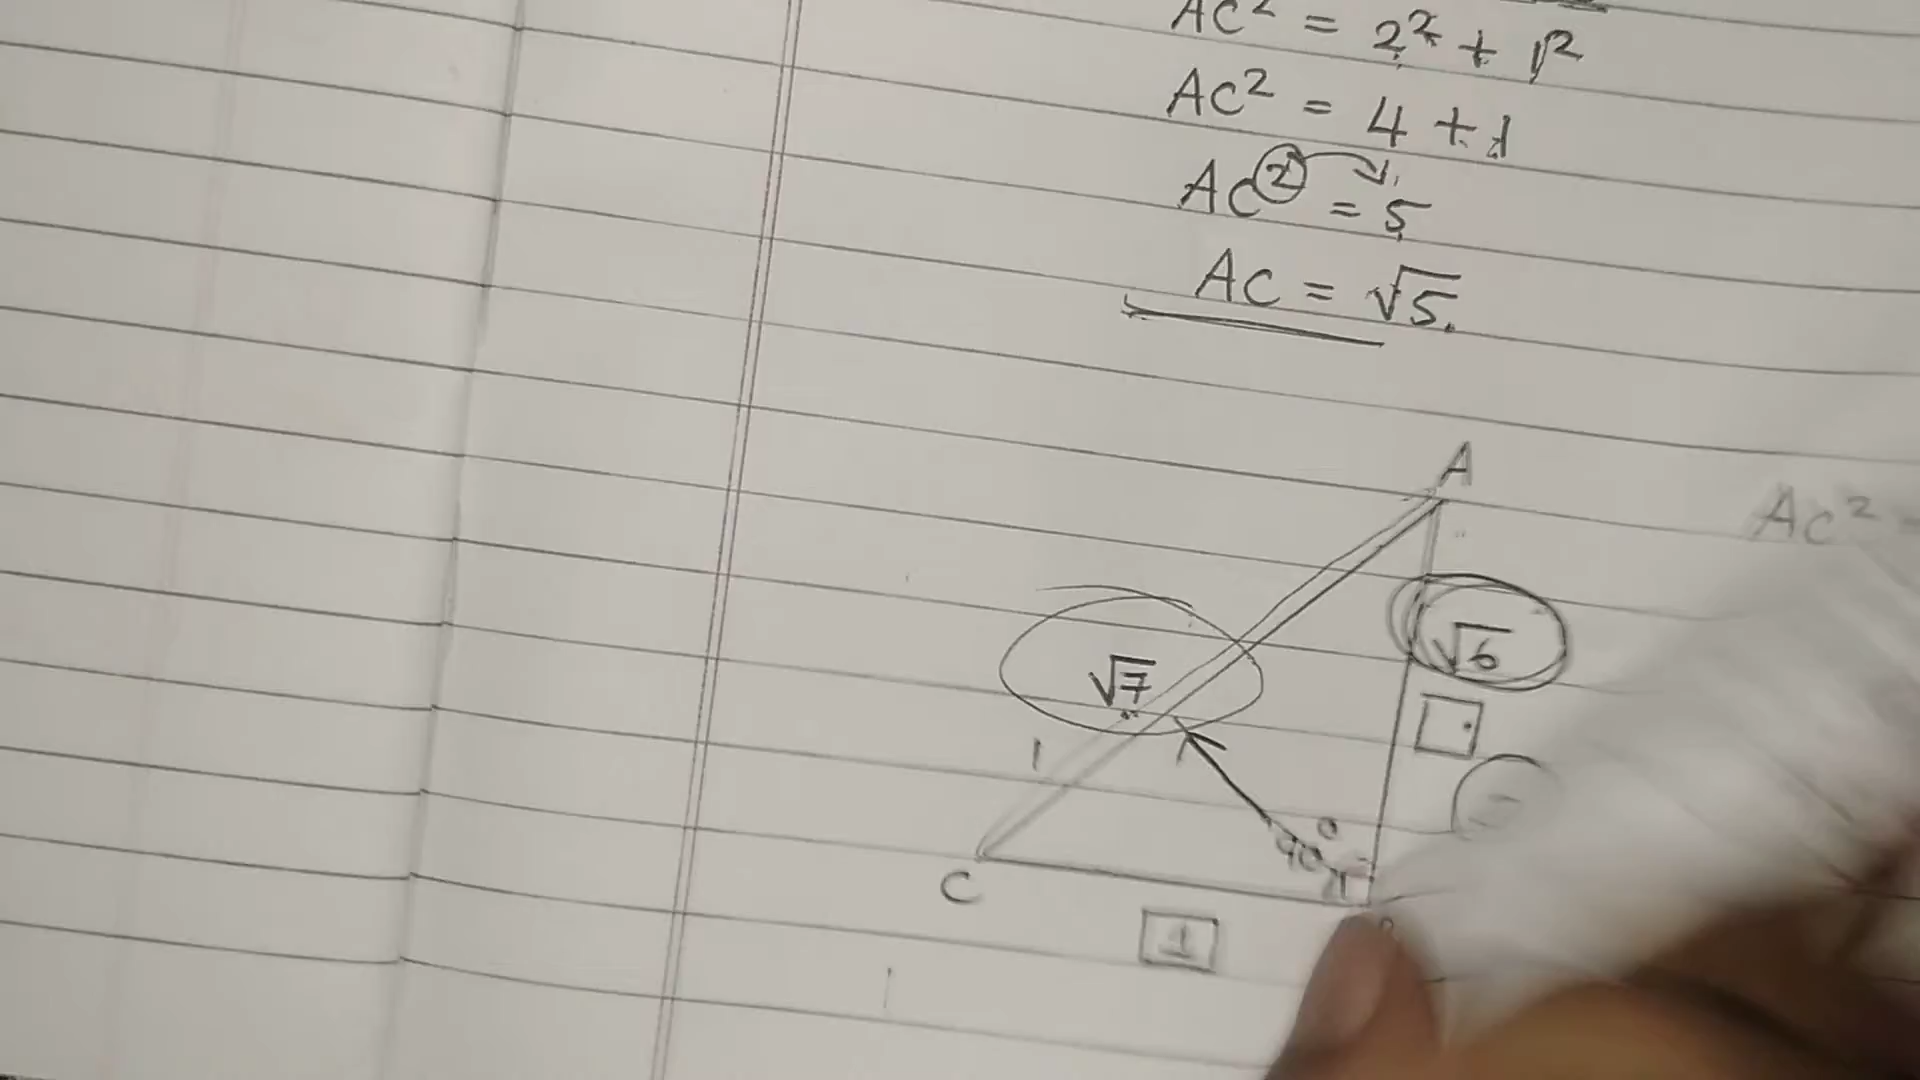 AC² = 2² + 1²
AC² = 4 + 1
AC² = 5
AC = √5.
A
AC²
√6
√7
1
90°
C
1